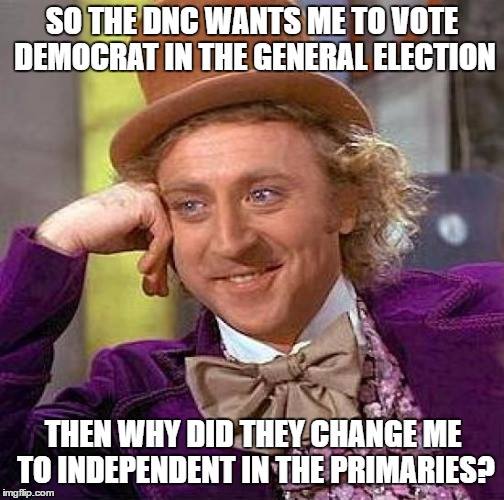 SO THE DNC WANTS ME TO VOTE
DEMOCRAT IN THE GENERAL ELECTION
THEN WHY DID THEY CHANGE ME
TO INDEPENDENT IN THE PRIMARIES?
imgflip.com